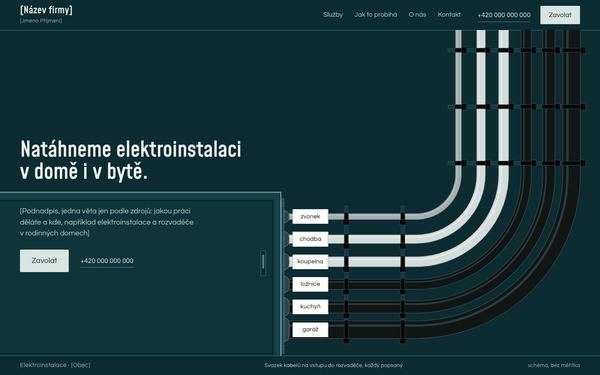 [Název firmy]
[Jméno Příjmení]
Služby
Jak to probíhá
O nás
Kontakt
+420 000 000 000
Zavolat
Natáhneme elektroinstalaci
v domě i v bytě.
[Podnadpis, jedna věta jen podle zdrojů: jakou práci
děláte a kde, například elektroinstalace a rozvaděče
v rodinných domech]
Zavolat
+420 000 000 000
zvonek
chodba
koupelna
ložnice
kuchyň
garáž
Elektroinstalace · [Obec]
Svazek kabelů na vstupu do rozvaděče, každý popsaný
schéma, bez měřítka